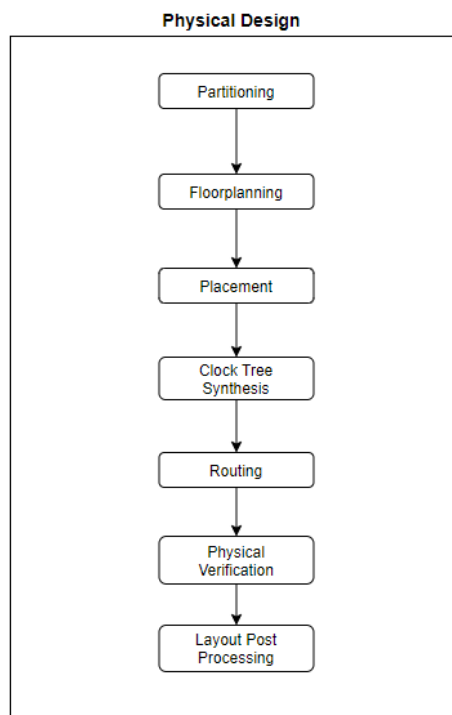 Physical Design
Partitioning
Floorplanning
Placement
Clock Tree
Synthesis
Routing
Physical
Verification
Layout Post
Processing